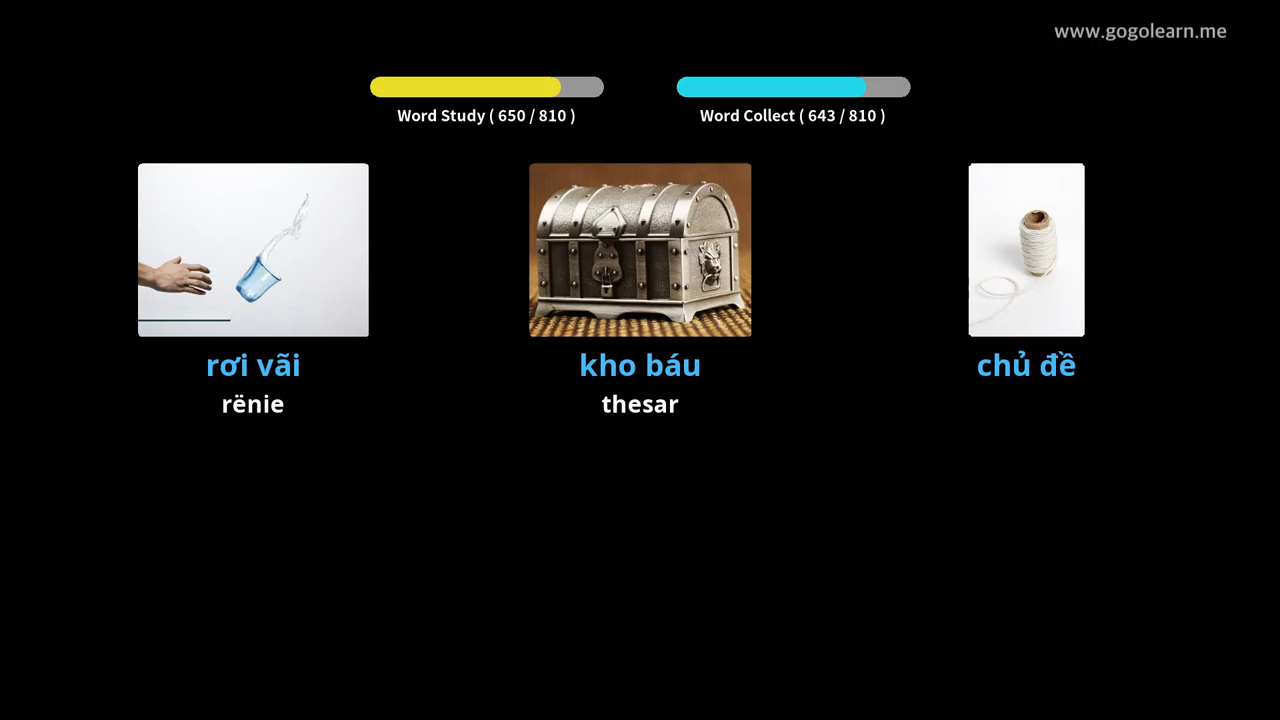 www.gogolearn.me
Word Study ( 650 / 810 )
Word Collect ( 643 / 810 )
rơi vãi
kho báu
chủ đề
rënie
thesar